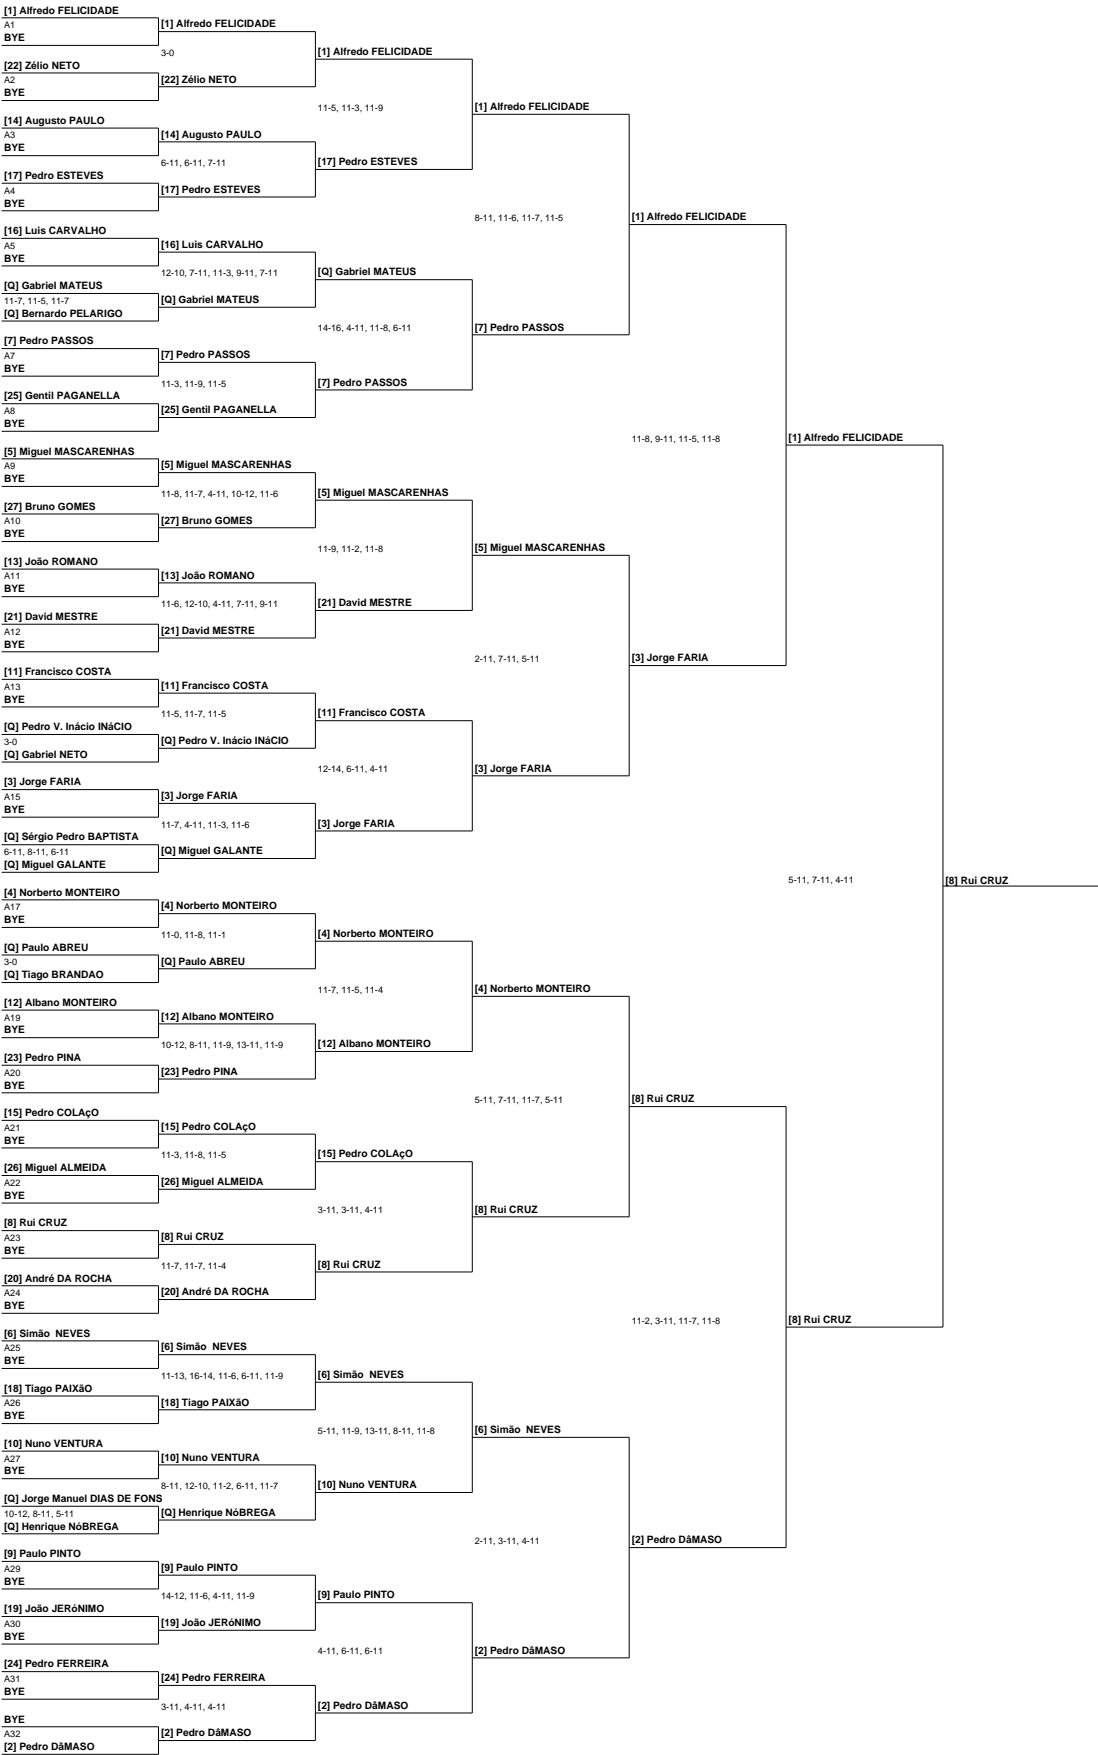 [1] Alfredo FELICIDADE
A1
BYE
[22] Zélio NETO
A2
BYE
[14] Augusto PAULO
A3
BYE
[17] Pedro ESTEVES
A4
BYE
[16] Luis CARVALHO
A5
BYE
[Q] Gabriel MATEUS
11-7, 11-5, 11-7
[Q] Bernardo PELARIGO
[7] Pedro PASSOS
A7
BYE
[25] Gentil PAGANELLA
A8
BYE
[5] Miguel MASCARENHAS
A9
BYE
[27] Bruno GOMES
A10
BYE
[13] João ROMANO
A11
BYE
[21] David MESTRE
A12
BYE
[11] Francisco COSTA
A13
BYE
[Q] Pedro V. Inácio INáCIO
3-0
[Q] Gabriel NETO
[3] Jorge FARIA
A15
BYE
[Q] Sérgio Pedro BAPTISTA
6-11, 8-11, 6-11
[Q] Miguel GALANTE
[4] Norberto MONTEIRO
A17
BYE
[Q] Paulo ABREU
3-0
[Q] Tiago BRANDAO
[12] Albano MONTEIRO
A19
BYE
[23] Pedro PINA
A20
BYE
[15] Pedro COLAçO
A21
BYE
[26] Miguel ALMEIDA
A22
BYE
[8] Rui CRUZ
A23
BYE
[20] André DA ROCHA
A24
BYE
[6] Simão  NEVES
A25
BYE
[18] Tiago PAIXãO
A26
BYE
[10] Nuno VENTURA
A27
BYE
[Q] Jorge Manuel DIAS DE FONS
10-12, 8-11, 5-11
[Q] Henrique NóBREGA
[9] Paulo PINTO
A29
BYE
[19] João JERóNIMO
A30
BYE
[24] Pedro FERREIRA
A31
BYE
BYE
A32
[2] Pedro DâMASO
[1] Alfredo FELICIDADE
3-0
[22] Zélio NETO
[14] Augusto PAULO
6-11, 6-11, 7-11
[17] Pedro ESTEVES
[16] Luis CARVALHO
12-10, 7-11, 11-3, 9-11, 7-11
[Q] Gabriel MATEUS
[7] Pedro PASSOS
11-3, 11-9, 11-5
[25] Gentil PAGANELLA
[5] Miguel MASCARENHAS
11-8, 11-7, 4-11, 10-12, 11-6
[27] Bruno GOMES
[13] João ROMANO
11-6, 12-10, 4-11, 7-11, 9-11
[21] David MESTRE
[11] Francisco COSTA
11-5, 11-7, 11-5
[Q] Pedro V. Inácio INáCIO
[3] Jorge FARIA
11-7, 4-11, 11-3, 11-6
[Q] Miguel GALANTE
[4] Norberto MONTEIRO
11-0, 11-8, 11-1
[Q] Paulo ABREU
[12] Albano MONTEIRO
10-12, 8-11, 11-9, 13-11, 11-9
[23] Pedro PINA
[15] Pedro COLAçO
11-3, 11-8, 11-5
[26] Miguel ALMEIDA
[8] Rui CRUZ
11-7, 11-7, 11-4
[20] André DA ROCHA
[6] Simão  NEVES
11-13, 16-14, 11-6, 6-11, 11-9
[18] Tiago PAIXãO
[10] Nuno VENTURA
8-11, 12-10, 11-2, 6-11, 11-7
[Q] Henrique NóBREGA
[9] Paulo PINTO
14-12, 11-6, 4-11, 11-9
[19] João JERóNIMO
[24] Pedro FERREIRA
3-11, 4-11, 4-11
[2] Pedro DâMASO
[1] Alfredo FELICIDADE
11-5, 11-3, 11-9
[17] Pedro ESTEVES
[Q] Gabriel MATEUS
14-16, 4-11, 11-8, 6-11
[7] Pedro PASSOS
[5] Miguel MASCARENHAS
11-9, 11-2, 11-8
[21] David MESTRE
[11] Francisco COSTA
12-14, 6-11, 4-11
[3] Jorge FARIA
[4] Norberto MONTEIRO
11-7, 11-5, 11-4
[12] Albano MONTEIRO
[15] Pedro COLAçO
3-11, 3-11, 4-11
[8] Rui CRUZ
[6] Simão  NEVES
5-11, 11-9, 13-11, 8-11, 11-8
[10] Nuno VENTURA
[9] Paulo PINTO
4-11, 6-11, 6-11
[2] Pedro DâMASO
[1] Alfredo FELICIDADE
8-11, 11-6, 11-7, 11-5
[7] Pedro PASSOS
[5] Miguel MASCARENHAS
2-11, 7-11, 5-11
[3] Jorge FARIA
[4] Norberto MONTEIRO
5-11, 7-11, 11-7, 5-11
[8] Rui CRUZ
[6] Simão  NEVES
2-11, 3-11, 4-11
[2] Pedro DâMASO
[1] Alfredo FELICIDADE
11-8, 9-11, 11-5, 11-8
[3] Jorge FARIA
[8] Rui CRUZ
11-2, 3-11, 11-7, 11-8
[2] Pedro DâMASO
[1] Alfredo FELICIDADE
5-11, 7-11, 4-11
[8] Rui CRUZ
[8] Rui CRUZ